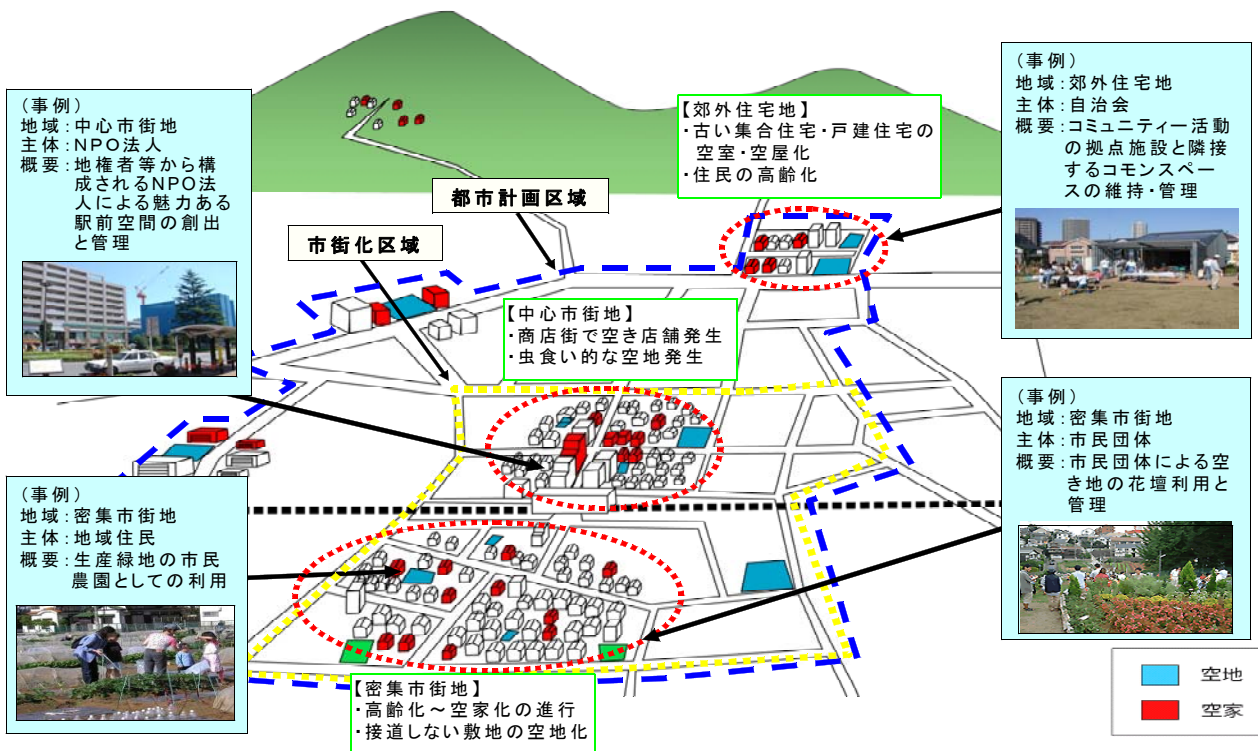 （事例）
地域：中心市街地
主体：NPO法人
概要：地権者等から構
成されるNPO法
人による魅力ある
駅前空間の創出
と管理
【郊外住宅地】
・古い集合住宅・戸建住宅の
空室・空屋化
・住民の高齢化
（事例）
地域：郊外住宅地
主体：自治会
概要：コミュニティー活動
の拠点施設と隣接
するコモンスペー
スの維持・管理
都市計画区域
市街化区域
【中心市街地】
・商店街で空き店舗発生
・虫食い的な空地発生
（事例）
地域：密集市街地
主体：市民団体
概要：市民団体による空
き地の花壇利用と
管理
（事例）
地域：密集市街地
主体：地域住民
概要：生産緑地の市民
農園としての利用
【密集市街地】
・高齢化～空家化の進行
・接道しない敷地の空地化
空地
空家